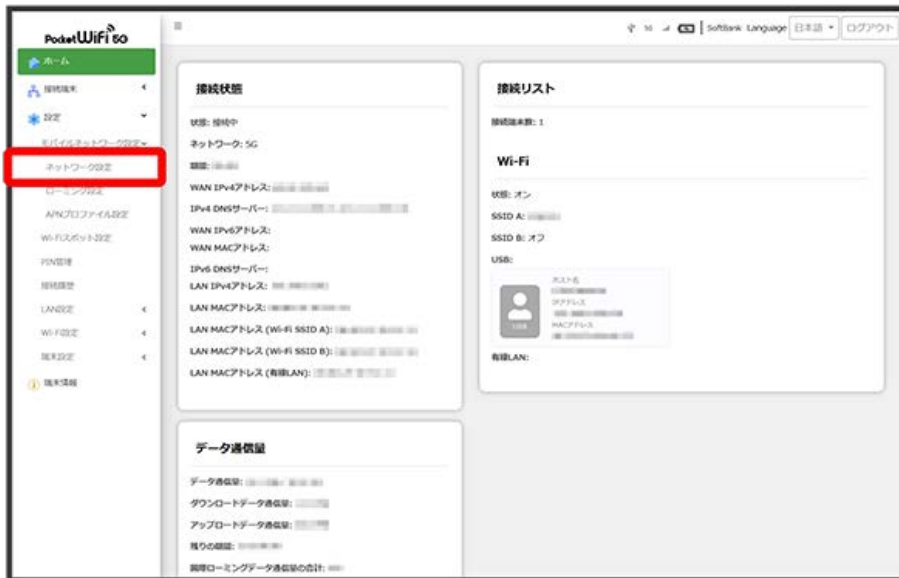 PocketWiFi 5G
5G
SoftBank Language 日本語 ログアウト
ホーム
接続端末
設定
モバイルネットワーク設定
ネットワーク設定
ローミング設定
APNプロファイル設定
Wi-Fiスポット設定
PIN管理
接続履歴
LAN設定
Wi-Fi設定
端末設定
端末情報
接続状態
状態: 接続中
ネットワーク: 5G
期間:
WAN IPv4アドレス:
IPv4 DNSサーバー:
WAN IPv6アドレス:
WAN MACアドレス:
IPv6 DNSサーバー:
LAN IPv4アドレス:
LAN MACアドレス:
LAN MACアドレス (Wi-Fi SSID A):
LAN MACアドレス (Wi-Fi SSID B):
LAN MACアドレス (有線LAN):
データ通信量
データ通信量:
ダウンロードデータ通信量:
アップロードデータ通信量:
残りの期間:
国際ローミングデータ通信量の合計:
接続リスト
接続端末数: 1
Wi-Fi
状態: オン
SSID A:
SSID B: オフ
USB:
USB
ホスト名
IPアドレス
MACアドレス
有線LAN: